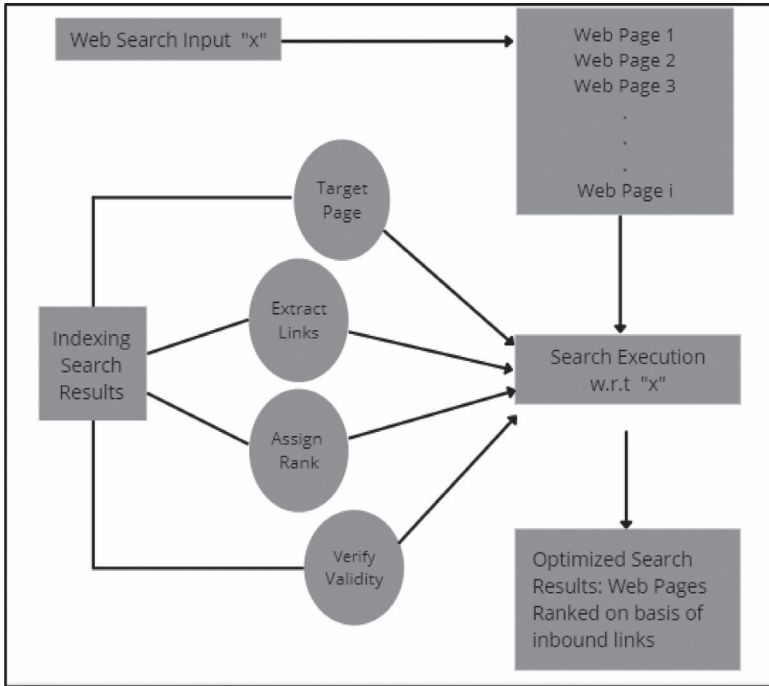 Web Search Input "x"
Web Page 1
Web Page 2
Web Page 3
.
.
.
Web Page i
Target
Page
Extract
Links
Indexing
Search
Results
Assign
Rank
Verify
Validity
Search Execution
w.r.t "x"
Optimized Search
Results: Web Pages
Ranked on basis of
inbound links